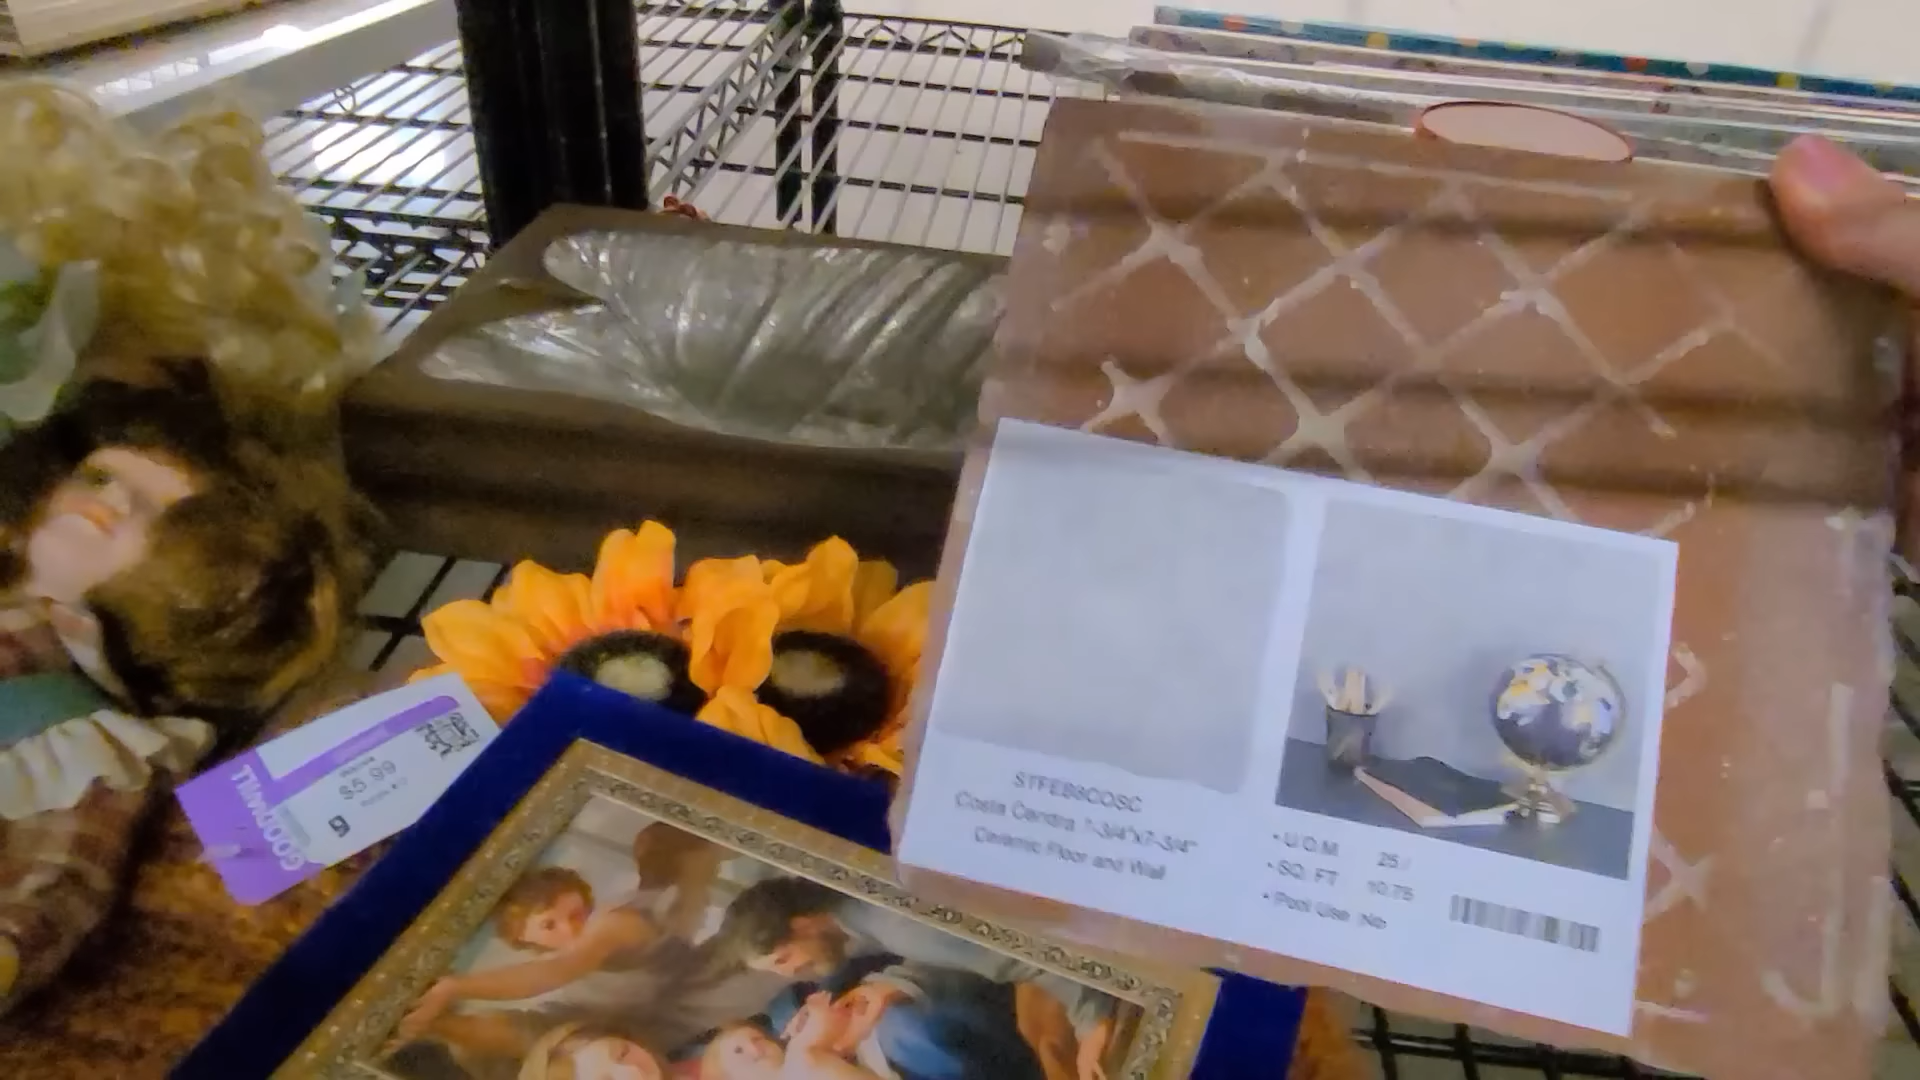 GOODWILL
$5.99
9
STFEB8COSC
Costa Cendra 7-3/4"x7-3/4"
Ceramic Floor and Wall
• U.O.M 25 /
• SQ. FT 10.75
• Pool Use No